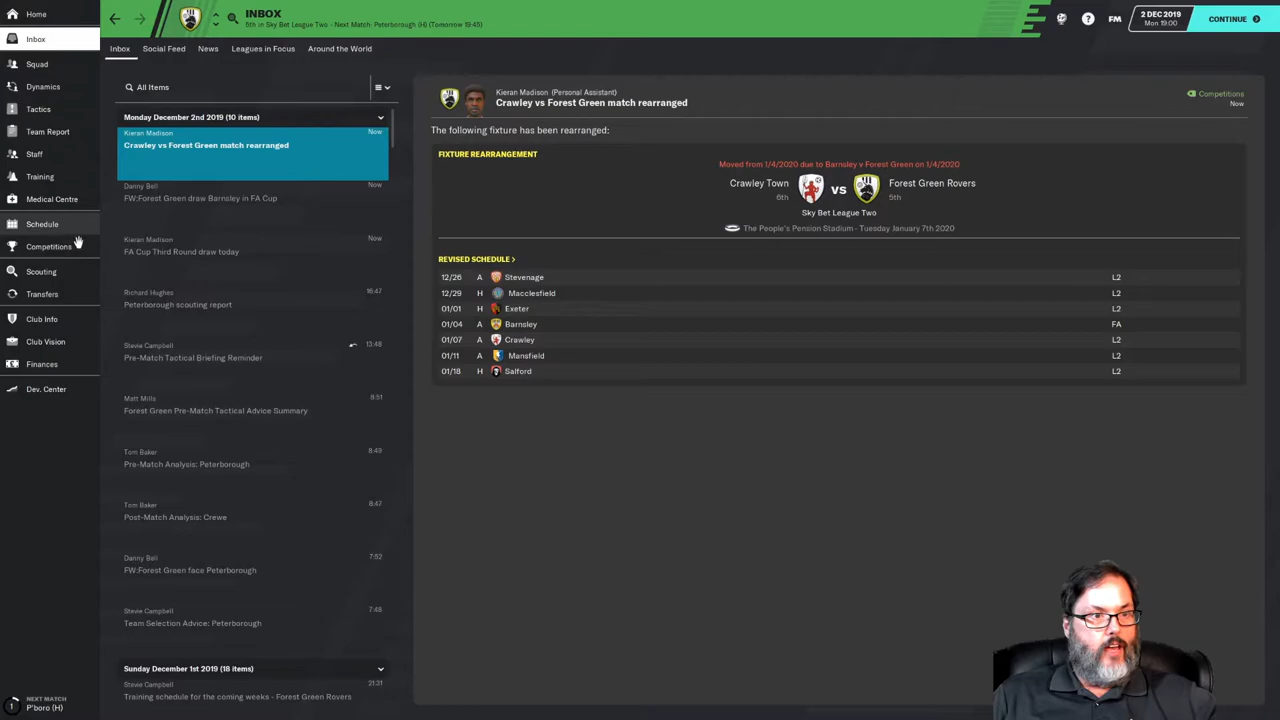 Home
Inbox
Squad
Dynamics
Tactics
Team Report
Staff
Training
Medical Centre
Schedule
Competitions
Scouting
Transfers
Club Info
Club Vision
Finances
Dev. Center
1
NEXT MATCH
P'boro (H)
INBOX
5th in Sky Bet League Two - Next Match: Peterborough (H) (Tomorrow 19:45)
? FM
2 DEC 2019
Mon 19:00
CONTINUE
Inbox Social Feed News Leagues in Focus Around the World
All Items
Monday December 2nd 2019 (10 items)
Kieran Madison Now
Crawley vs Forest Green match rearranged
Danny Bell Now
FW:Forest Green draw Barnsley in FA Cup
Kieran Madison Now
FA Cup Third Round draw today
Richard Hughes 16:47
Peterborough scouting report
Stevie Campbell 13:48
Pre-Match Tactical Briefing Reminder
Matt Mills 8:51
Forest Green Pre-Match Tactical Advice Summary
Tom Baker 8:49
Pre-Match Analysis: Peterborough
Tom Baker 8:47
Post-Match Analysis: Crewe
Danny Bell 7:52
FW:Forest Green face Peterborough
Stevie Campbell 7:48
Team Selection Advice: Peterborough
Sunday December 1st 2019 (18 items)
Stevie Campbell 21:31
Training schedule for the coming weeks - Forest Green Rovers
Kieran Madison (Personal Assistant)
Crawley vs Forest Green match rearranged
Competitions
Now
The following fixture has been rearranged:
FIXTURE REARRANGEMENT
Moved from 1/4/2020 due to Barnsley v Forest Green on 1/4/2020
Crawley Town vs Forest Green Rovers
6th 5th
Sky Bet League Two
The People's Pension Stadium - Tuesday January 7th 2020
REVISED SCHEDULE >
12/26 A Stevenage L2
12/29 H Macclesfield L2
01/01 H Exeter L2
01/04 A Barnsley FA
01/07 A Crawley L2
01/11 A Mansfield L2
01/18 H Salford L2